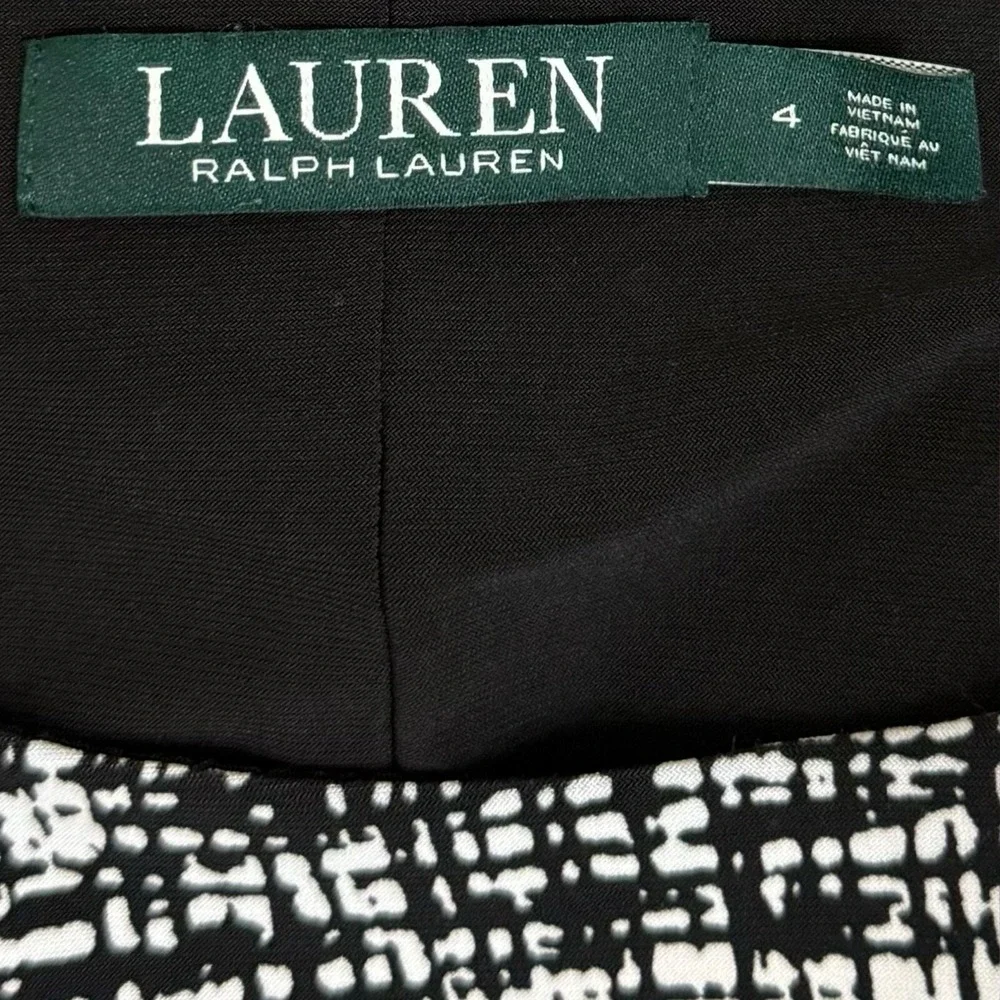 LAUREN
RALPH LAUREN
4
MADE IN
VIETNAM
FABRIQUÉ AU
VIÊT NAM